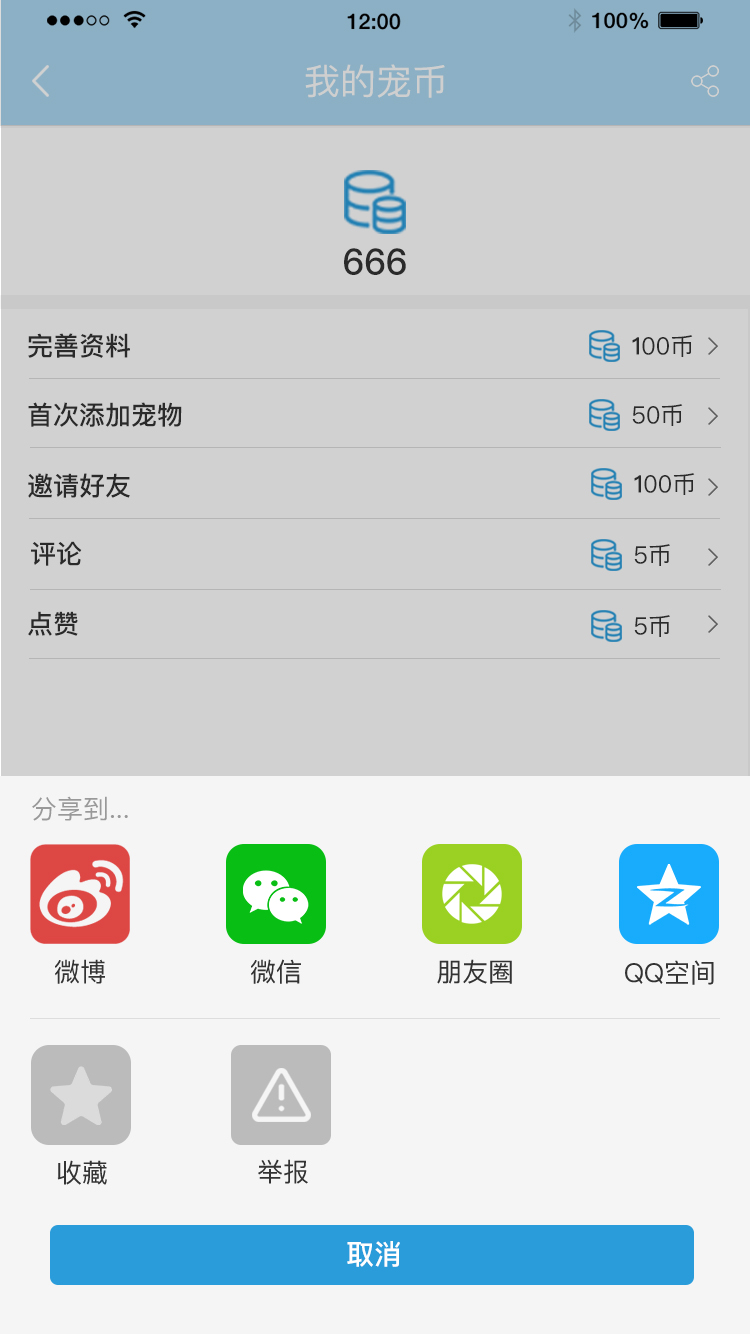 12:00
100%
我的宠币
666
完善资料 100币
首次添加宠物 50币
邀请好友 100币
评论 5币
点赞 5币
分享到...
微博 微信 朋友圈 QQ空间
收藏 举报
取消